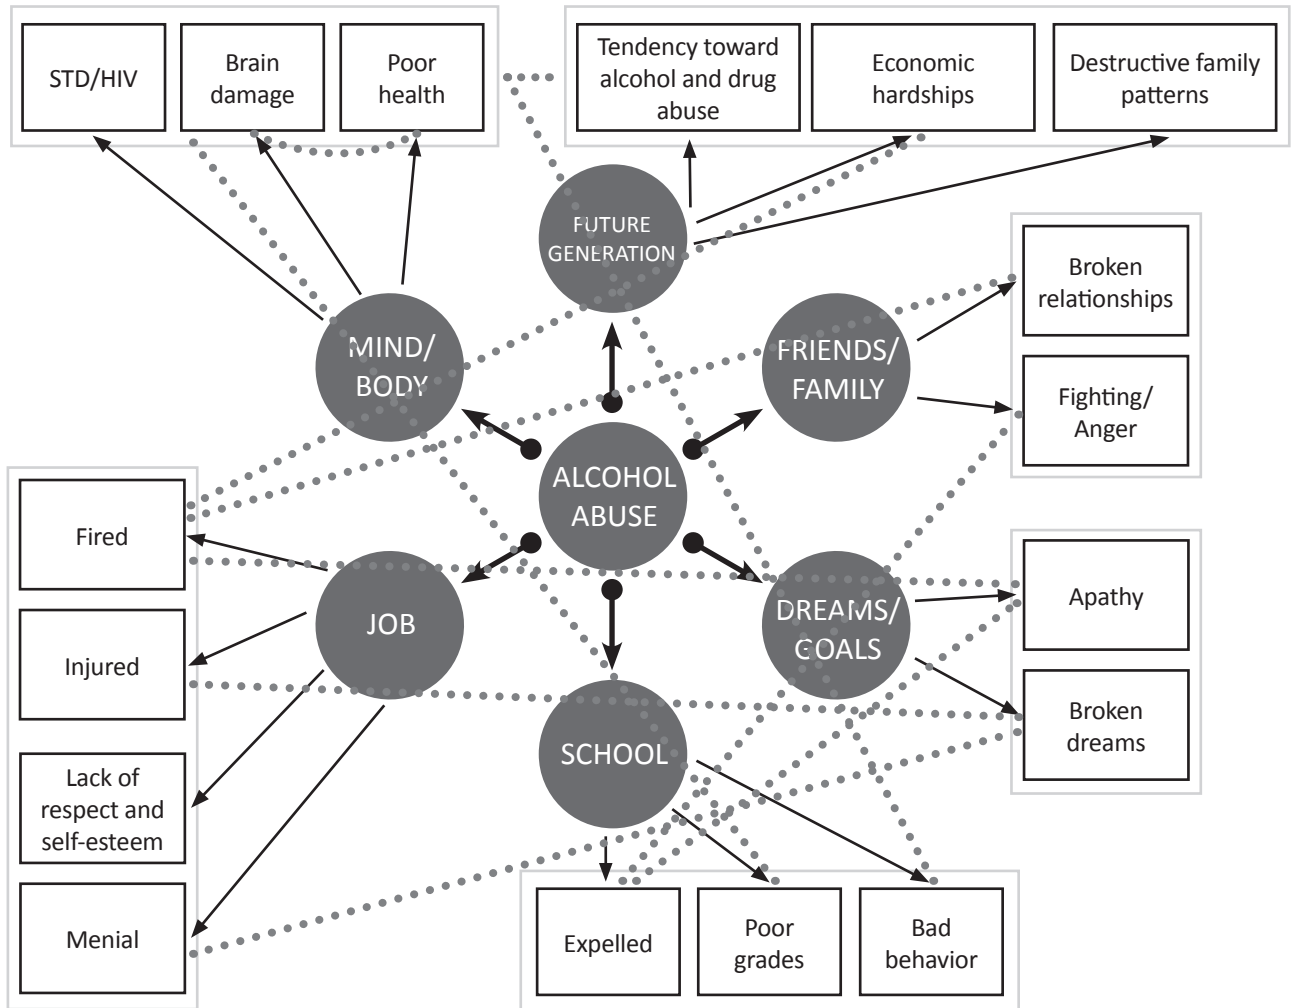 STD/HIV
Brain
damage
Poor
health
Tendency toward
alcohol and drug
abuse
Economic
hardships
Destructive family
patterns
FUTURE
GENERATION
MIND/
BODY
FRIENDS/
FAMILY
Broken
relationships
Fighting/
Anger
ALCOHOL
ABUSE
Fired
Injured
Lack of
respect and
self-esteem
Menial
JOB
DREAMS/
GOALS
Apathy
Broken
dreams
SCHOOL
Expelled
Poor
grades
Bad
behavior